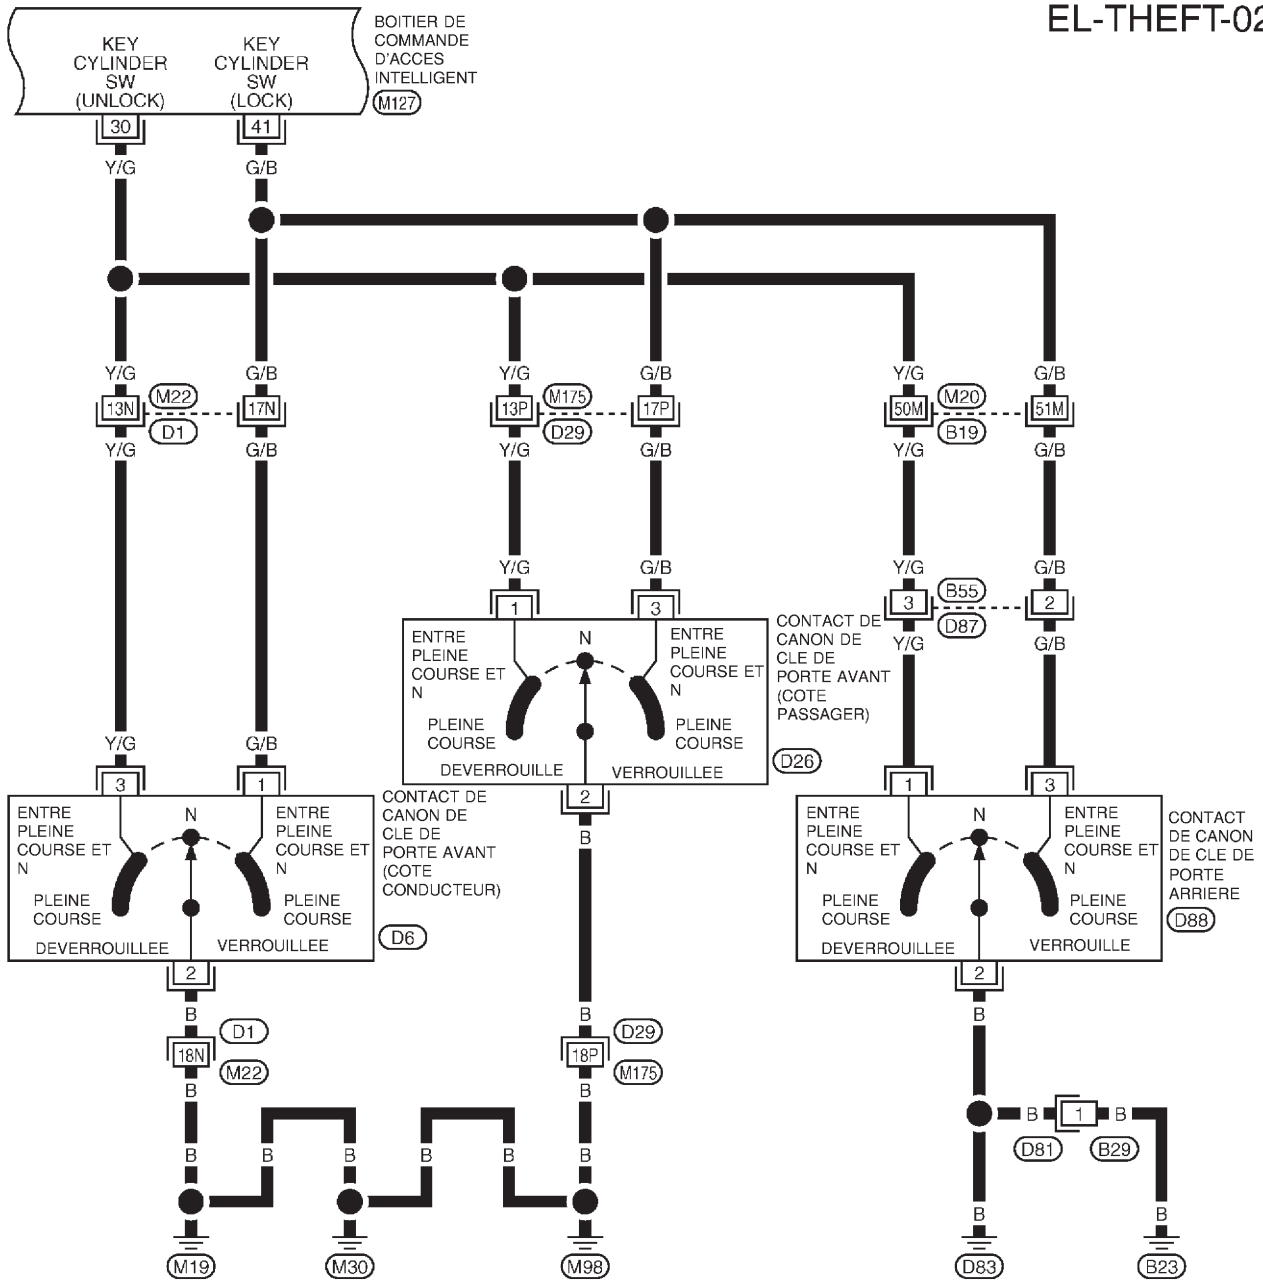 EL-THEFT-02
BOITIER DE
COMMANDE
D'ACCES
INTELLIGENT
M127
KEY
CYLINDER
SW
(UNLOCK)
KEY
CYLINDER
SW
(LOCK)
30
41
Y/G
G/B
Y/G
G/B
Y/G
G/B
Y/G
G/B
13N
M22
D1
17N
13P
M175
D29
17P
50M
M20
B19
51M
Y/G
G/B
Y/G
G/B
Y/G
G/B
Y/G
G/B
Y/G
G/B
3
B55
D87
2
Y/G
G/B
1
3
ENTRE
PLEINE
COURSE ET
N
N
ENTRE
PLEINE
COURSE ET
N
PLEINE
COURSE
PLEINE
COURSE
DEVERROUILLE
VERROUILLEE
2
CONTACT DE
CANON DE
CLE DE
PORTE AVANT
(COTE
PASSAGER)
D26
Y/G
G/B
3
1
ENTRE
PLEINE
COURSE ET
N
N
ENTRE
PLEINE
COURSE ET
N
PLEINE
COURSE
PLEINE
COURSE
DEVERROUILLEE
VERROUILLEE
2
CONTACT DE
CANON DE
CLE DE
PORTE AVANT
(COTE
CONDUCTEUR)
D6
1
3
ENTRE
PLEINE
COURSE ET
N
N
ENTRE
PLEINE
COURSE ET
N
PLEINE
COURSE
PLEINE
COURSE
DEVERROUILLEE
VERROUILLE
2
CONTACT
DE CANON
DE CLE DE
PORTE
ARRIERE
D88
B
B
B
B
D1
18N
M22
D29
18P
M175
B
B
B
1
B
D81
B29
B
B
B
B
B
B
B
B
M19
M30
M98
D83
B23